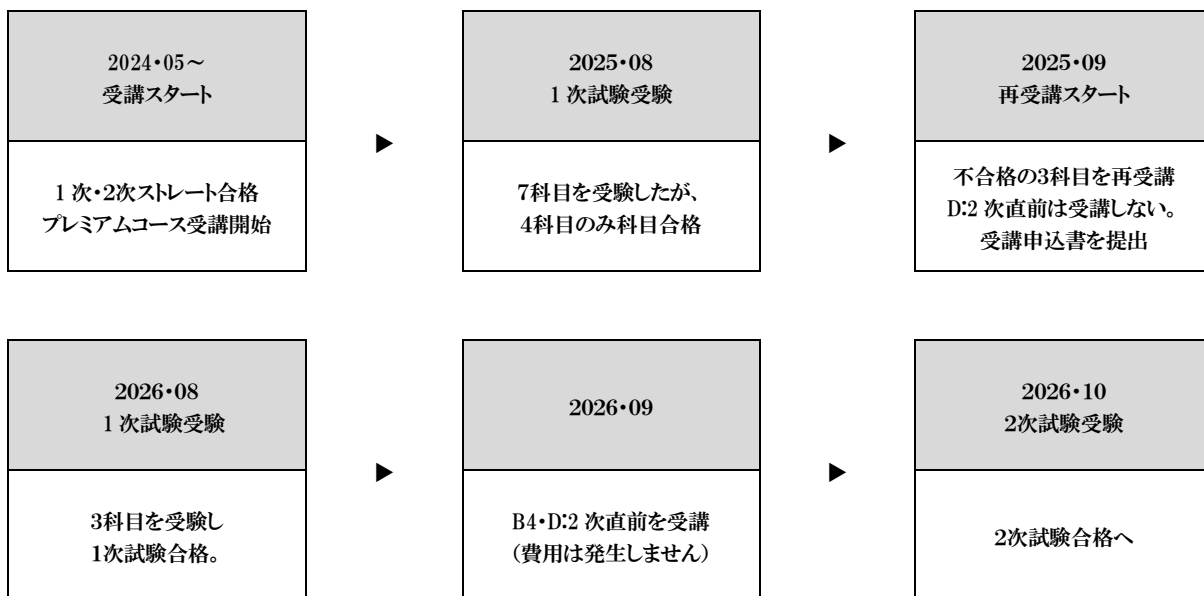 2024・05～
受講スタート
1次・2次ストレート合格
プレミアムコース受講開始
▶
2025・08
1次試験受験
7科目を受験したが、
4科目のみ科目合格
▶
2025・09
再受講スタート
不合格の3科目を再受講
D:2次直前は受講しない。
受講申込書を提出
2026・08
1次試験受験
3科目を受験し
1次試験合格。
▶
2026・09
B4・D:2次直前を受講
(費用は発生しません)
▶
2026・10
2次試験受験
2次試験合格へ